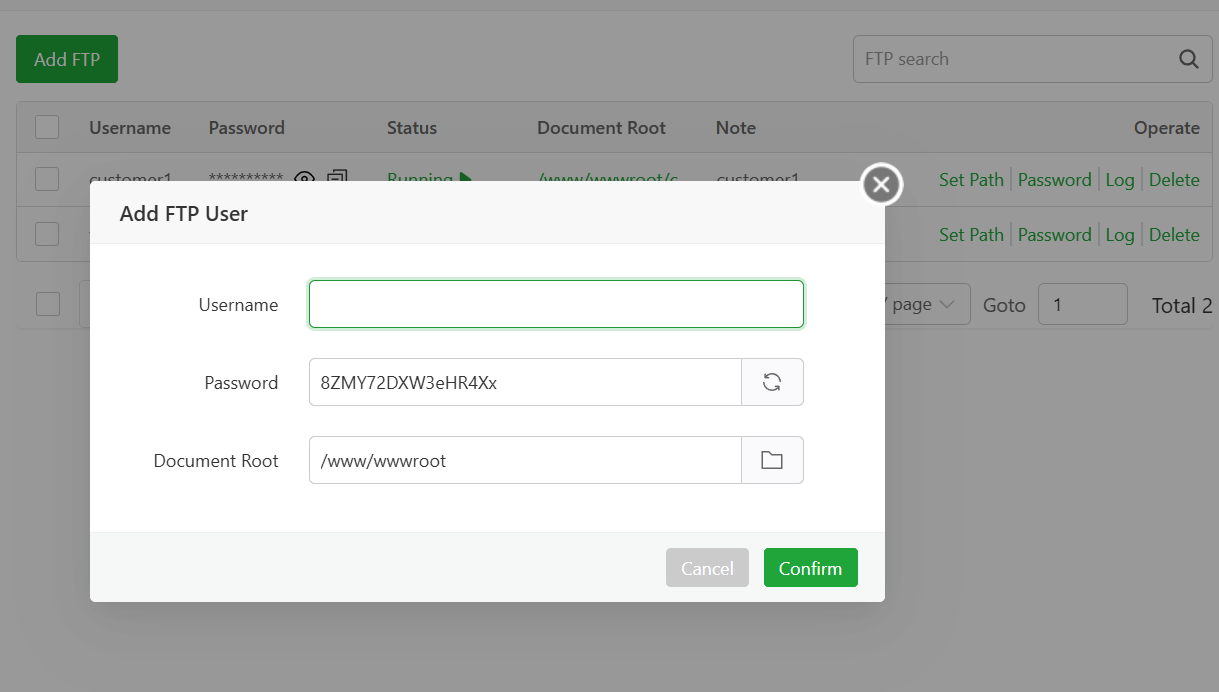 Add FTP
FTP search
Username Password Status Document Root Note Operate
customer1 ********** Running /www/wwwroot/c customer1 Set Path Password Log Delete
Set Path Password Log Delete
page Goto 1 Total 2
Add FTP User
Username
Password 8ZMY72DXW3eHR4Xx
Document Root /www/wwwroot
Cancel Confirm